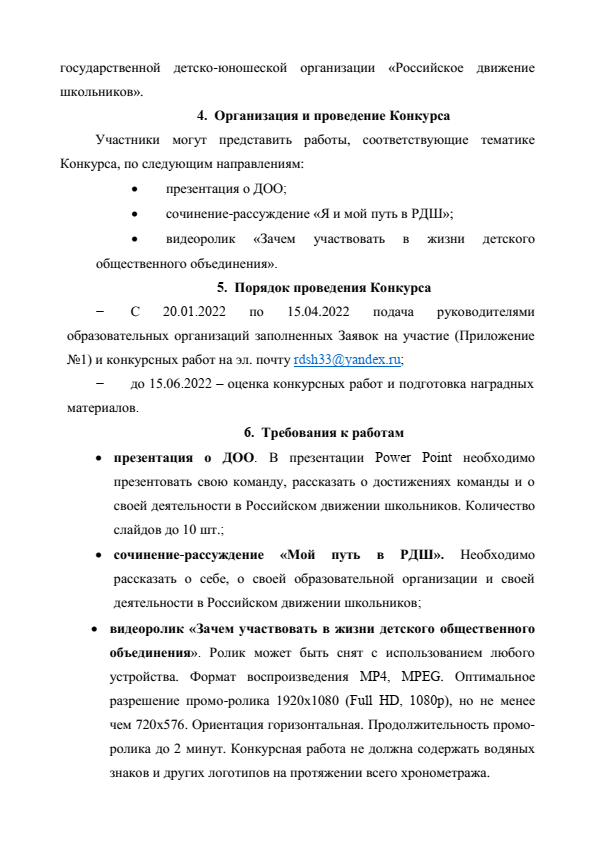 государственной детско-юношеской организации «Российское движение
школьников».
4. Организация и проведение Конкурса
Участники могут представить работы, соответствующие тематике
Конкурса, по следующим направлениям:
• презентация о ДОО;
• сочинение-рассуждение «Я и мой путь в РДШ»;
• видеоролик «Зачем участвовать в жизни детского
общественного объединения».
5. Порядок проведения Конкурса
− С 20.01.2022 по 15.04.2022 подача руководителями
образовательных организаций заполненных Заявок на участие (Приложение
№1) и конкурсных работ на эл. почту rdsh33@yandex.ru;
− до 15.06.2022 – оценка конкурсных работ и подготовка наградных
материалов.
6. Требования к работам
• презентация о ДОО. В презентации Power Point необходимо
презентовать свою команду, рассказать о достижениях команды и о
своей деятельности в Российском движении школьников. Количество
слайдов до 10 шт.;
• сочинение-рассуждение «Мой путь в РДШ». Необходимо
рассказать о себе, о своей образовательной организации и своей
деятельности в Российском движении школьников;
• видеоролик «Зачем участвовать в жизни детского общественного
объединения». Ролик может быть снят с использованием любого
устройства. Формат воспроизведения MP4, MPEG. Оптимальное
разрешение промо-ролика 1920x1080 (Full HD, 1080p), но не менее
чем 720x576. Ориентация горизонтальная. Продолжительность промо-
ролика до 2 минут. Конкурсная работа не должна содержать водяных
знаков и других логотипов на протяжении всего хронометража.